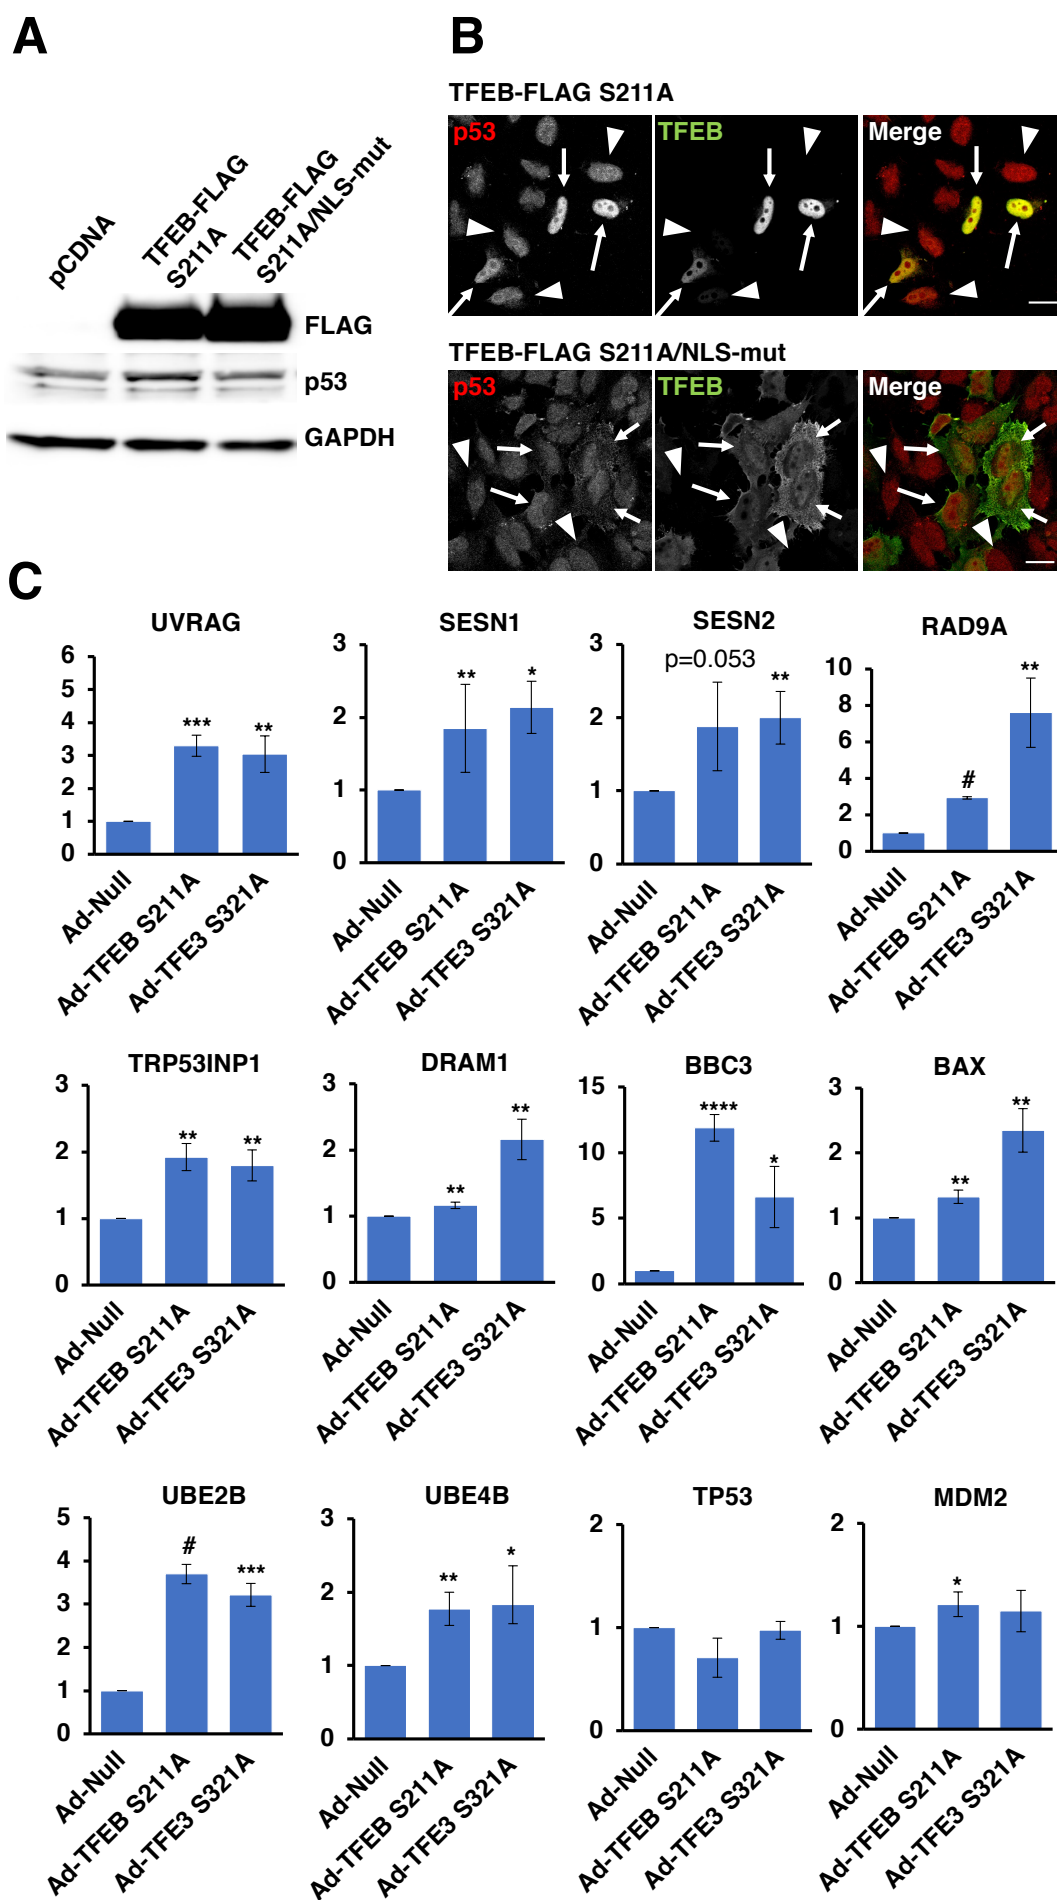 A
B
pCDNA
TFEB-FLAG
S211A
TFEB-FLAG
S211A/NLS-mut
FLAG
p53
GAPDH
TFEB-FLAG S211A
p53
TFEB
Merge
TFEB-FLAG S211A/NLS-mut
p53
TFEB
Merge
C
UVRAG
6
5
4
3
2
1
0
***
**
Ad-Null
Ad-TFEB S211A
Ad-TFE3 S321A
SESN1
3
2
1
0
**
*
Ad-Null
Ad-TFEB S211A
Ad-TFE3 S321A
SESN2
3
2
1
0
p=0.053
**
Ad-Null
Ad-TFEB S211A
Ad-TFE3 S321A
RAD9A
10
8
6
4
2
0
#
**
Ad-Null
Ad-TFEB S211A
Ad-TFE3 S321A
TRP53INP1
3
2
1
0
**
**
Ad-Null
Ad-TFEB S211A
Ad-TFE3 S321A
DRAM1
3
2
1
0
**
**
Ad-Null
Ad-TFEB S211A
Ad-TFE3 S321A
BBC3
15
10
5
0
****
*
Ad-Null
Ad-TFEB S211A
Ad-TFE3 S321A
BAX
3
2
1
0
**
**
Ad-Null
Ad-TFEB S211A
Ad-TFE3 S321A
UBE2B
5
4
3
2
1
0
#
***
Ad-Null
Ad-TFEB S211A
Ad-TFE3 S321A
UBE4B
3
2
1
0
**
*
Ad-Null
Ad-TFEB S211A
Ad-TFE3 S321A
TP53
2
1
0
Ad-Null
Ad-TFEB S211A
Ad-TFE3 S321A
MDM2
2
1
0
*
Ad-Null
Ad-TFEB S211A
Ad-TFE3 S321A